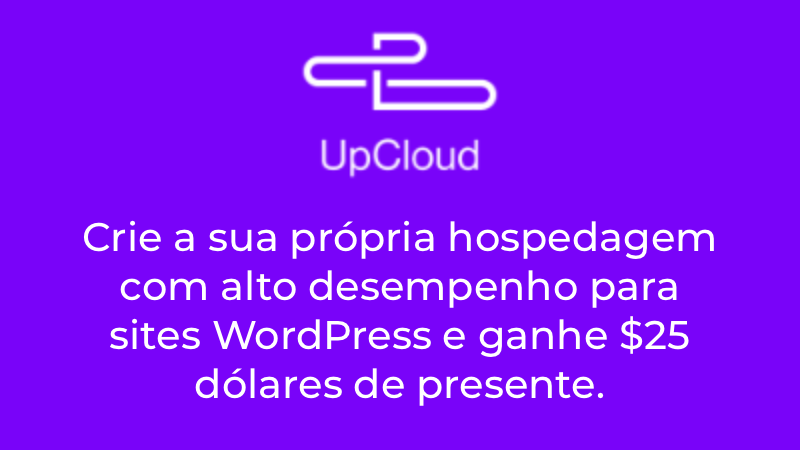 UpCloud
Crie a sua própria hospedagem
com alto desempenho para
sites WordPress e ganhe $25
dólares de presente.